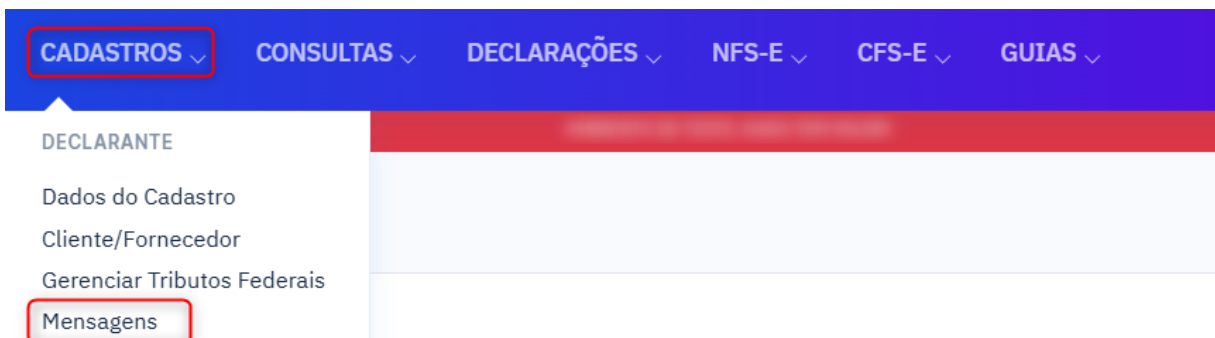 CADASTROS CONSULTAS DECLARAÇÕES NFS-E CFS-E GUIAS
DECLARANTE
Dados do Cadastro
Cliente/Fornecedor
Gerenciar Tributos Federais
Mensagens